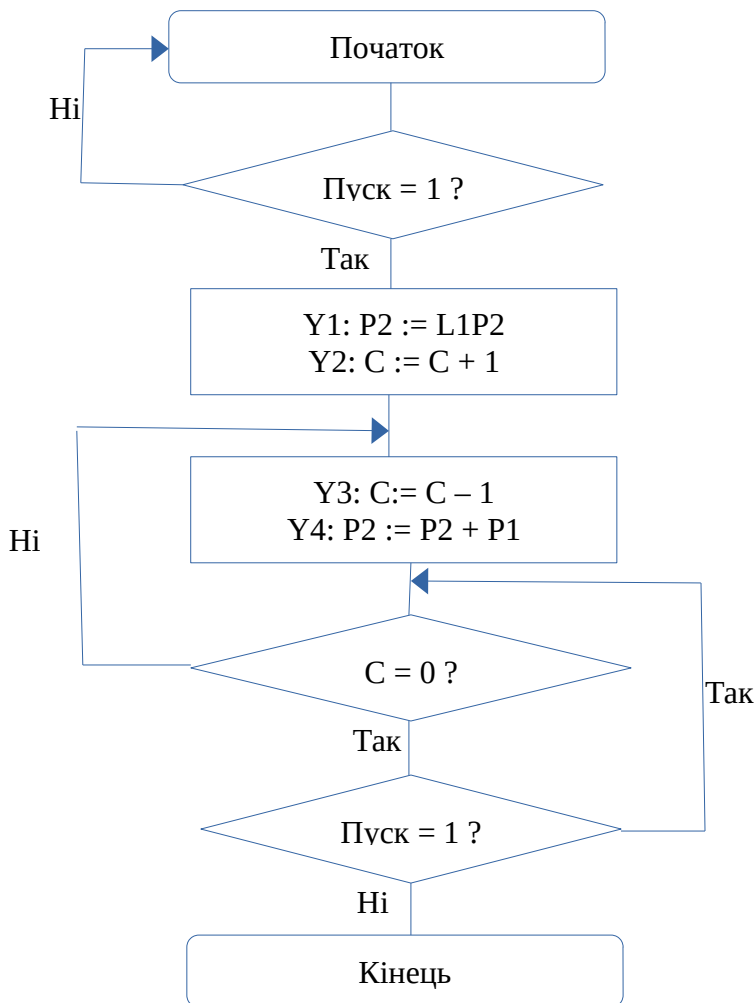 Початок
Ні
Пуск = 1 ?
Так
Y1: P2 := L1P2
Y2: C := C + 1
Y3: C:= C – 1
Y4: P2 := P2 + P1
Ні
C = 0 ?
Так
Так
Пуск = 1 ?
Ні
Кінець